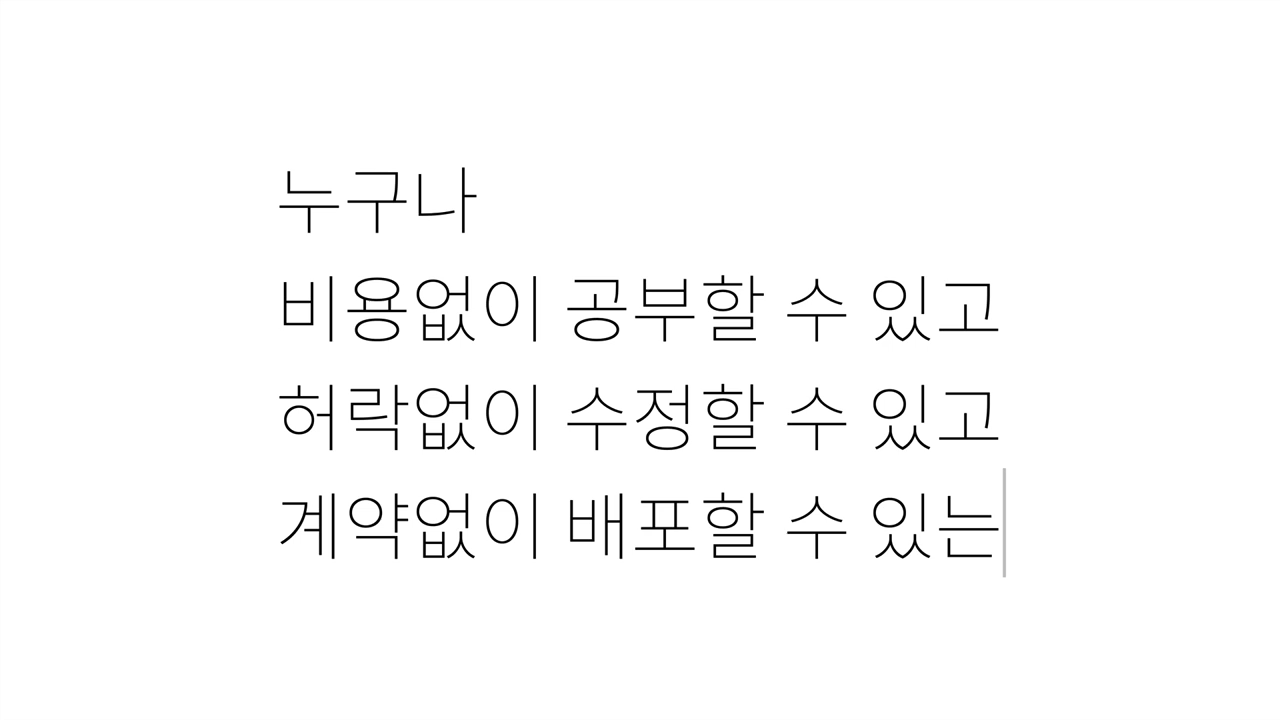 누구나
비용없이 공부할 수 있고
허락없이 수정할 수 있고
계약없이 배포할 수 있는